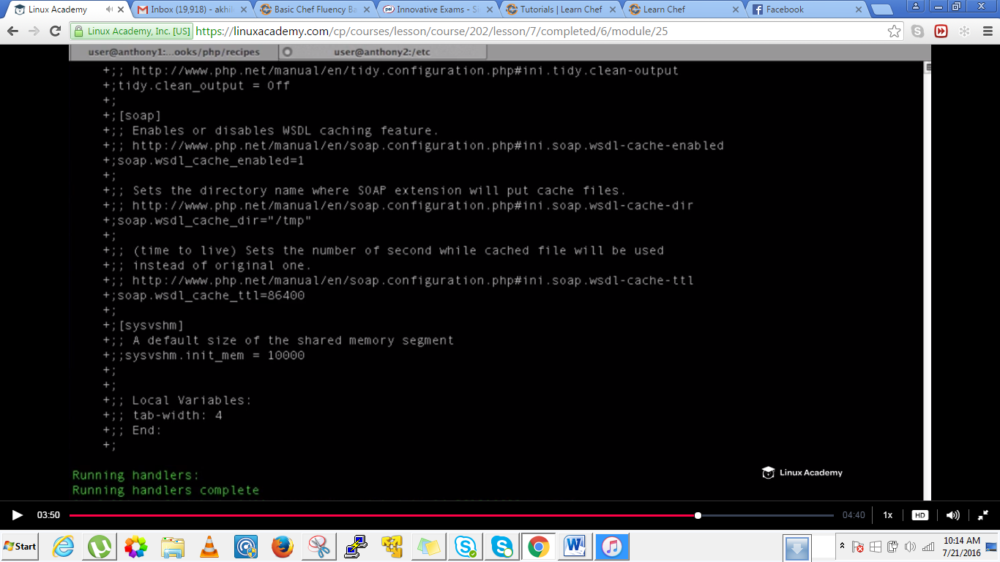 Linux Academy
Inbox (19,918) - akhil
Basic Chef Fluency Ba
Innovative Exams - Si
Tutorials | Learn Chef
Learn Chef
Facebook
Linux Academy, Inc. [US] https://linuxacademy.com/cp/courses/lesson/course/202/lesson/7/completed/6/module/25
user@anthony1:...ooks/php/recipes user@anthony2:/etc
+;; http://www.php.net/manual/en/tidy.configuration.php#ini.tidy.clean-output
+;tidy.clean_output = Off
+;
+;[soap]
+;; Enables or disables WSDL caching feature.
+;; http://www.php.net/manual/en/soap.configuration.php#ini.soap.wsdl-cache-enabled
+;soap.wsdl_cache_enabled=1
+;
+;; Sets the directory name where SOAP extension will put cache files.
+;; http://www.php.net/manual/en/soap.configuration.php#ini.soap.wsdl-cache-dir
+;soap.wsdl_cache_dir="/tmp"
+;
+;; (time to live) Sets the number of second while cached file will be used
+;; instead of original one.
+;; http://www.php.net/manual/en/soap.configuration.php#ini.soap.wsdl-cache-ttl
+;soap.wsdl_cache_ttl=86400
+;
+;[sysvshm]
+;; A default size of the shared memory segment
+;;sysvshm.init_mem = 10000
+;
+;
+;; Local Variables:
+;; tab-width: 4
+;; End:
+;
Running handlers:
Running handlers complete
Linux Academy
03:50 04:40 1x HD
Start
10:14 AM
7/21/2016